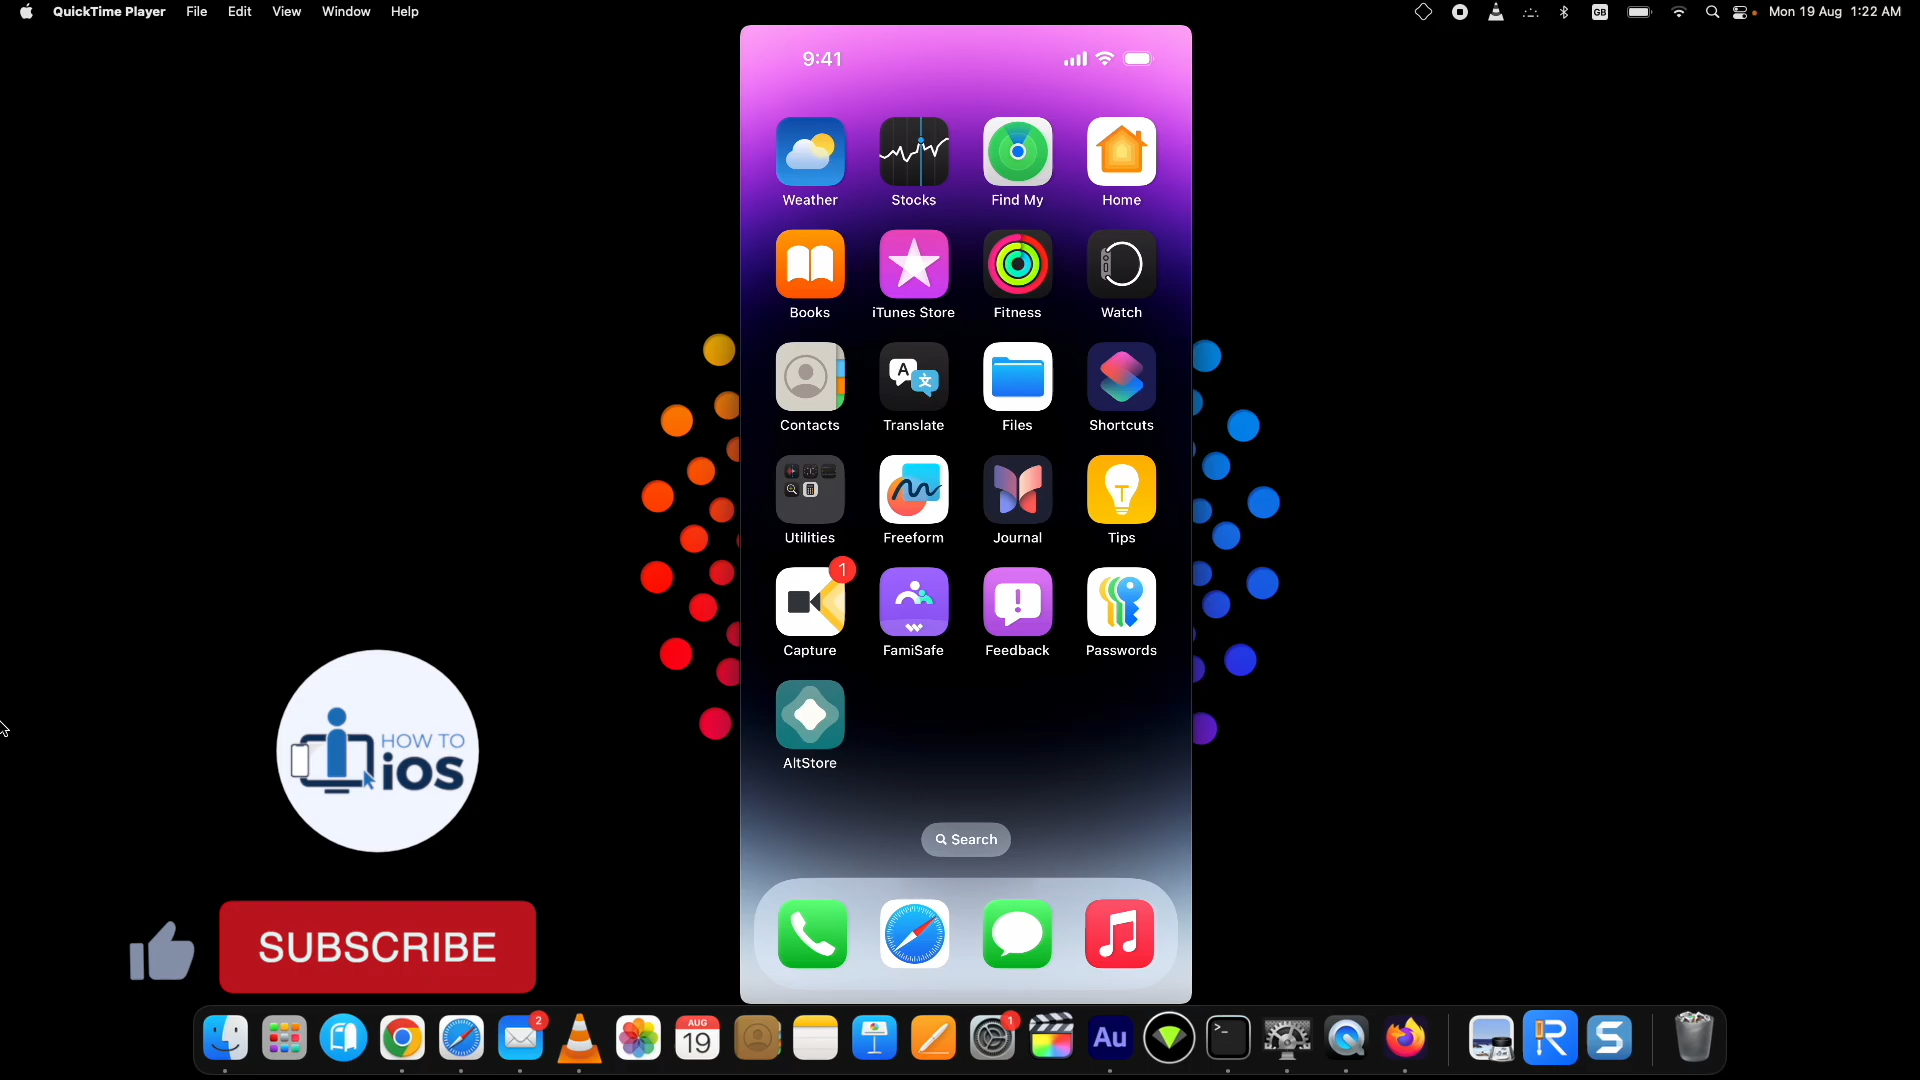 QuickTime Player File Edit View Window Help
GB Mon 19 Aug 1:22 AM
9:41
Weather Stocks Find My Home
Books iTunes Store Fitness Watch
A 文
Contacts Translate Files Shortcuts
Utilities Freeform Journal Tips
1
Capture FamiSafe Feedback Passwords
AltStore
HOW TO
ios
Search
SUBSCRIBE
2
AUG
19
1
Au
R
S